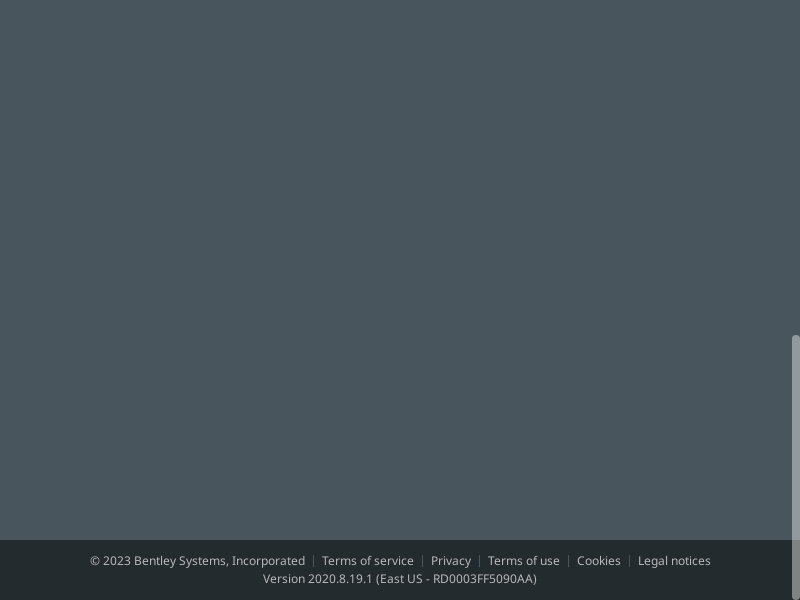 © 2023 Bentley Systems, Incorporated | Terms of service | Privacy | Terms of use | Cookies | Legal notices
Version 2020.8.19.1 (East US - RD0003FF5090AA)